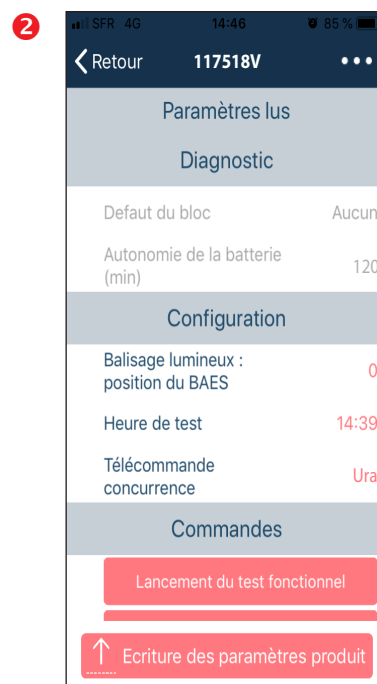 2
SFR 4G 14:46 85 %
Retour 117518V
Paramètres lus
Diagnostic
Defaut du bloc Aucun
Autonomie de la batterie
(min) 120
Configuration
Balisage lumineux :
position du BAES 0
Heure de test 14:39
Télécommande
concurrence Ura
Commandes
Lancement du test fonctionnel
Ecriture des paramètres produit